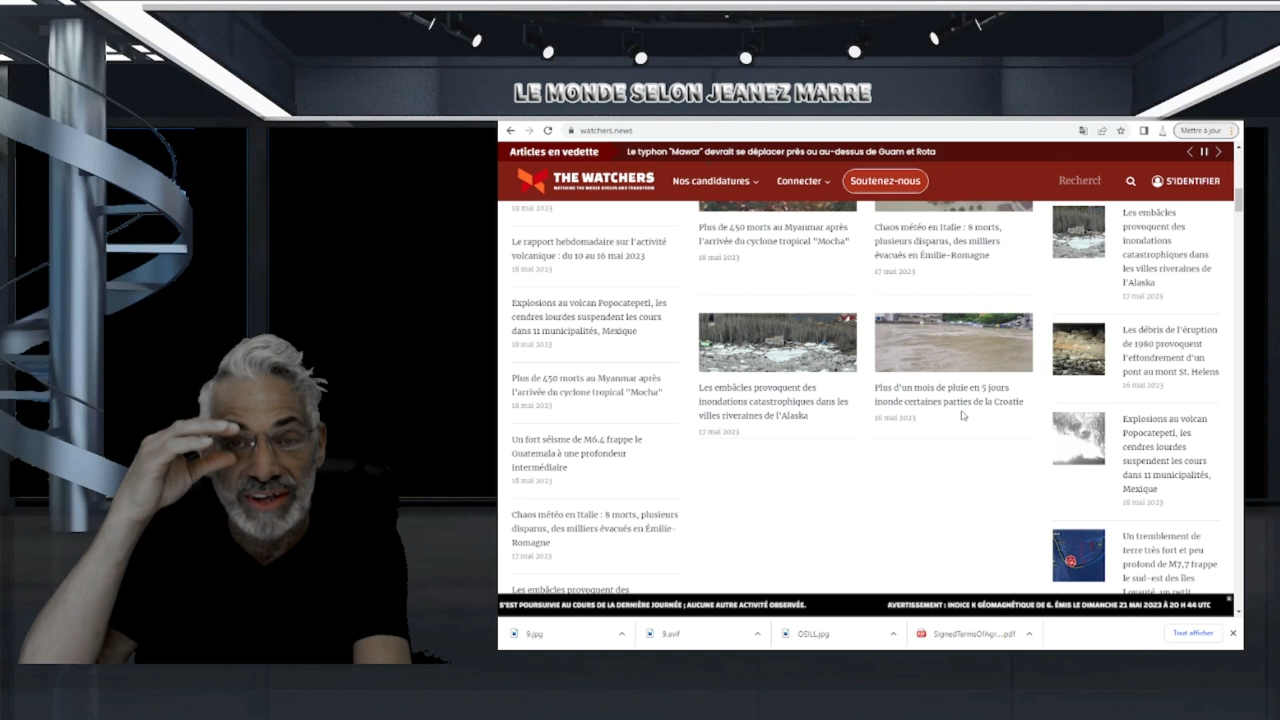 LE MONDE SELON JEANEZ MARRE
watchers.news
Mettre à jour
Articles en vedette
Le typhon "Mawar" devrait se déplacer près ou au-dessus de Guam et Rota
THE WATCHERS
WATCHING THE WORLD EVOLVE AND TRANSFORM
Nos candidatures
Connecter
Soutenez-nous
Rechercl
S'IDENTIFIER
19 mai 2023
Le rapport hebdomadaire sur l'activité
volcanique : du 10 au 16 mai 2023
18 mai 2023
Explosions au volcan Popocatepetl, les
cendres lourdes suspendent les cours
dans 11 municipalités, Mexique
18 mai 2023
Plus de 450 morts au Myanmar après
l'arrivée du cyclone tropical "Mocha"
18 mai 2023
Un fort séisme de M6.4 frappe le
Guatemala à une profondeur
intermédiaire
18 mai 2023
Chaos météo en Italie : 8 morts, plusieurs
disparus, des milliers évacués en Émilie-
Romagne
17 mai 2023
Les embâcles provoquent des
Plus de 450 morts au Myanmar après
l'arrivée du cyclone tropical "Mocha"
18 mai 2023
Chaos météo en Italie : 8 morts,
plusieurs disparus, des milliers
évacués en Émilie-Romagne
17 mai 2023
Les embâcles provoquent des
inondations catastrophiques dans les
villes riveraines de l'Alaska
17 mai 2023
Plus d'un mois de pluie en 5 jours
inonde certaines parties de la Croatie
16 mai 2023
Les embâcles
provoquent des
inondations
catastrophiques dans
les villes riveraines de
l'Alaska
17 mai 2023
Les débris de l'éruption
de 1980 provoquent
l'effondrement d'un
pont au mont St. Helens
16 mai 2023
Explosions au volcan
Popocatepetl, les
cendres lourdes
suspendent les cours
dans 11 municipalités,
Mexique
18 mai 2023
Un tremblement de
terre très fort et peu
profond de M7,7 frappe
le sud-est des îles
Loyauté, un petit
S'EST POURSUIVIE AU COURS DE LA DERNIÈRE JOURNÉE ; AUCUNE AUTRE ACTIVITÉ OBSERVÉE.
AVERTISSEMENT : INDICE K GÉOMAGNÉTIQUE DE 6. ÉMIS LE DIMANCHE 21 MAI 2023 À 20 H 44 UTC
9.jpg
9.avif
OEILL.jpg
SignedTermsOfAgr....pdf
Tout afficher